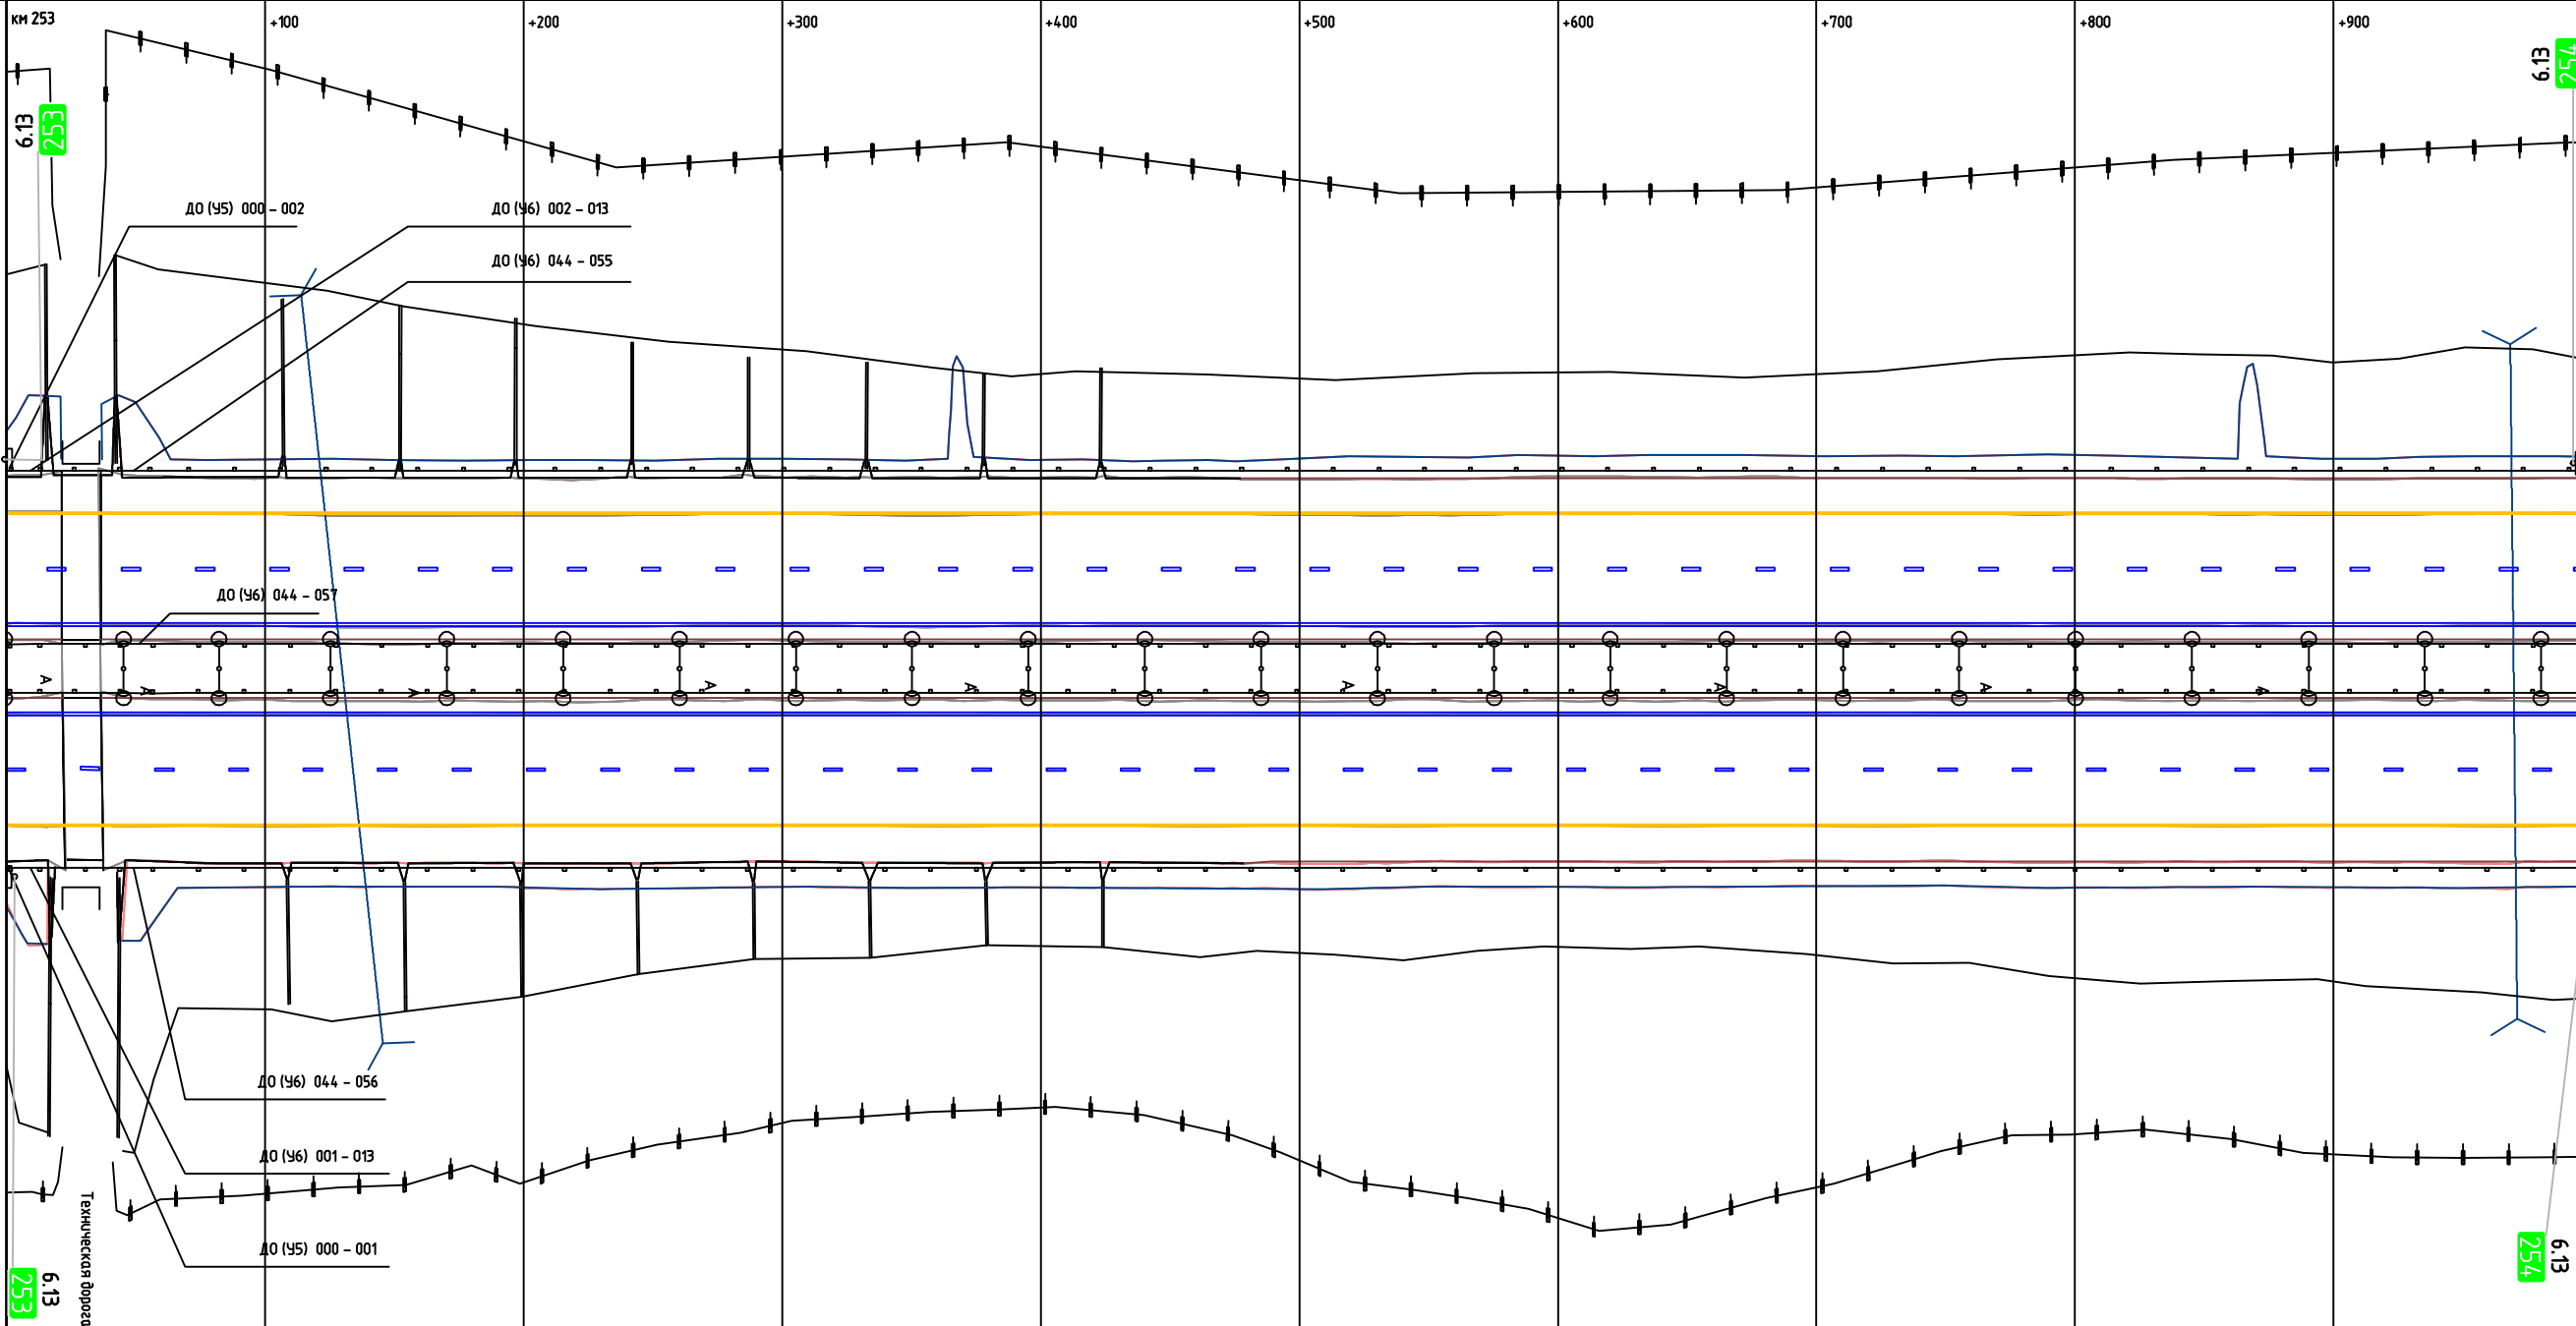 км 253
+100
+200
+300
+400
+500
+600
+700
+800
+900
6.13
253
6.13
254
ДО (У5) 000 - 002
ДО (У6) 002 - 013
ДО (У6) 044 - 055
ДО (У6) 044 - 057
А
А
А
А
А
А
А
А
А
ДО (У6) 044 - 056
ДО (У6) 001 - 013
ДО (У5) 000 - 001
Техническая дорога
253
6.13
254
6.13